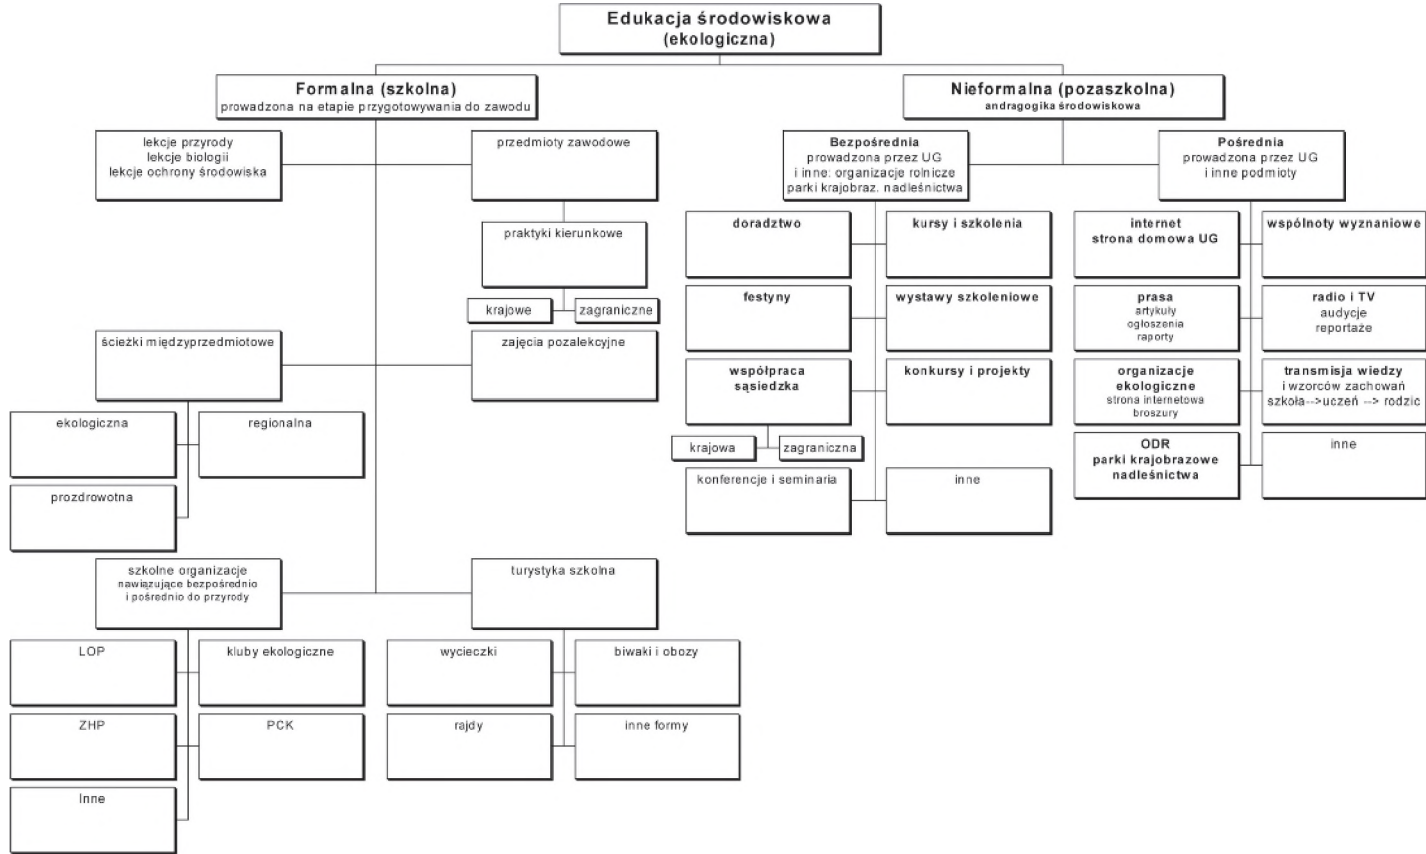 Edukacja środowiskowa
(ekologiczna)
Formalna (szkolna)
prowadzona na etapie przygotowywania do zawodu
Nieformalna (pozaszkolna)
andragogika środowiskowa
lekcje przyrody
lekcje biologii
lekcje ochrony środowiska
przedmioty zawodowe
praktyki kierunkowe
krajowe
zagraniczne
ścieżki międzyprzedmiotowe
zajęcia pozalekcyjne
ekologiczna
regionalna
prozdrowotna
szkolne organizacje
nawiązujące bezpośrednio
i pośrednio do przyrody
turystyka szkolna
LOP
kluby ekologiczne
ZHP
PCK
Inne
wycieczki
biwaki i obozy
rajdy
inne formy
Bezpośrednia
prowadzona przez UG
i inne: organizacje rolnicze
parki krajobraz. nadleśnictwa
doradztwo
kursy i szkolenia
festyny
wystawy szkoleniowe
współpraca
sąsiedzka
konkursy i projekty
krajowa
zagraniczna
konferencje i seminaria
inne
Pośrednia
prowadzona przez UG
i inne podmioty
internet
strona domowa UG
wspólnoty wyznaniowe
prasa
artykuły
ogłoszenia
raporty
radio i TV
audycje
reportaże
organizacje
ekologiczne
strona internetowa
broszury
transmisja wiedzy
i wzorców zachowań
szkoła-->uczeń --> rodzic
ODR
parki krajobrazowe
nadleśnictwa
inne